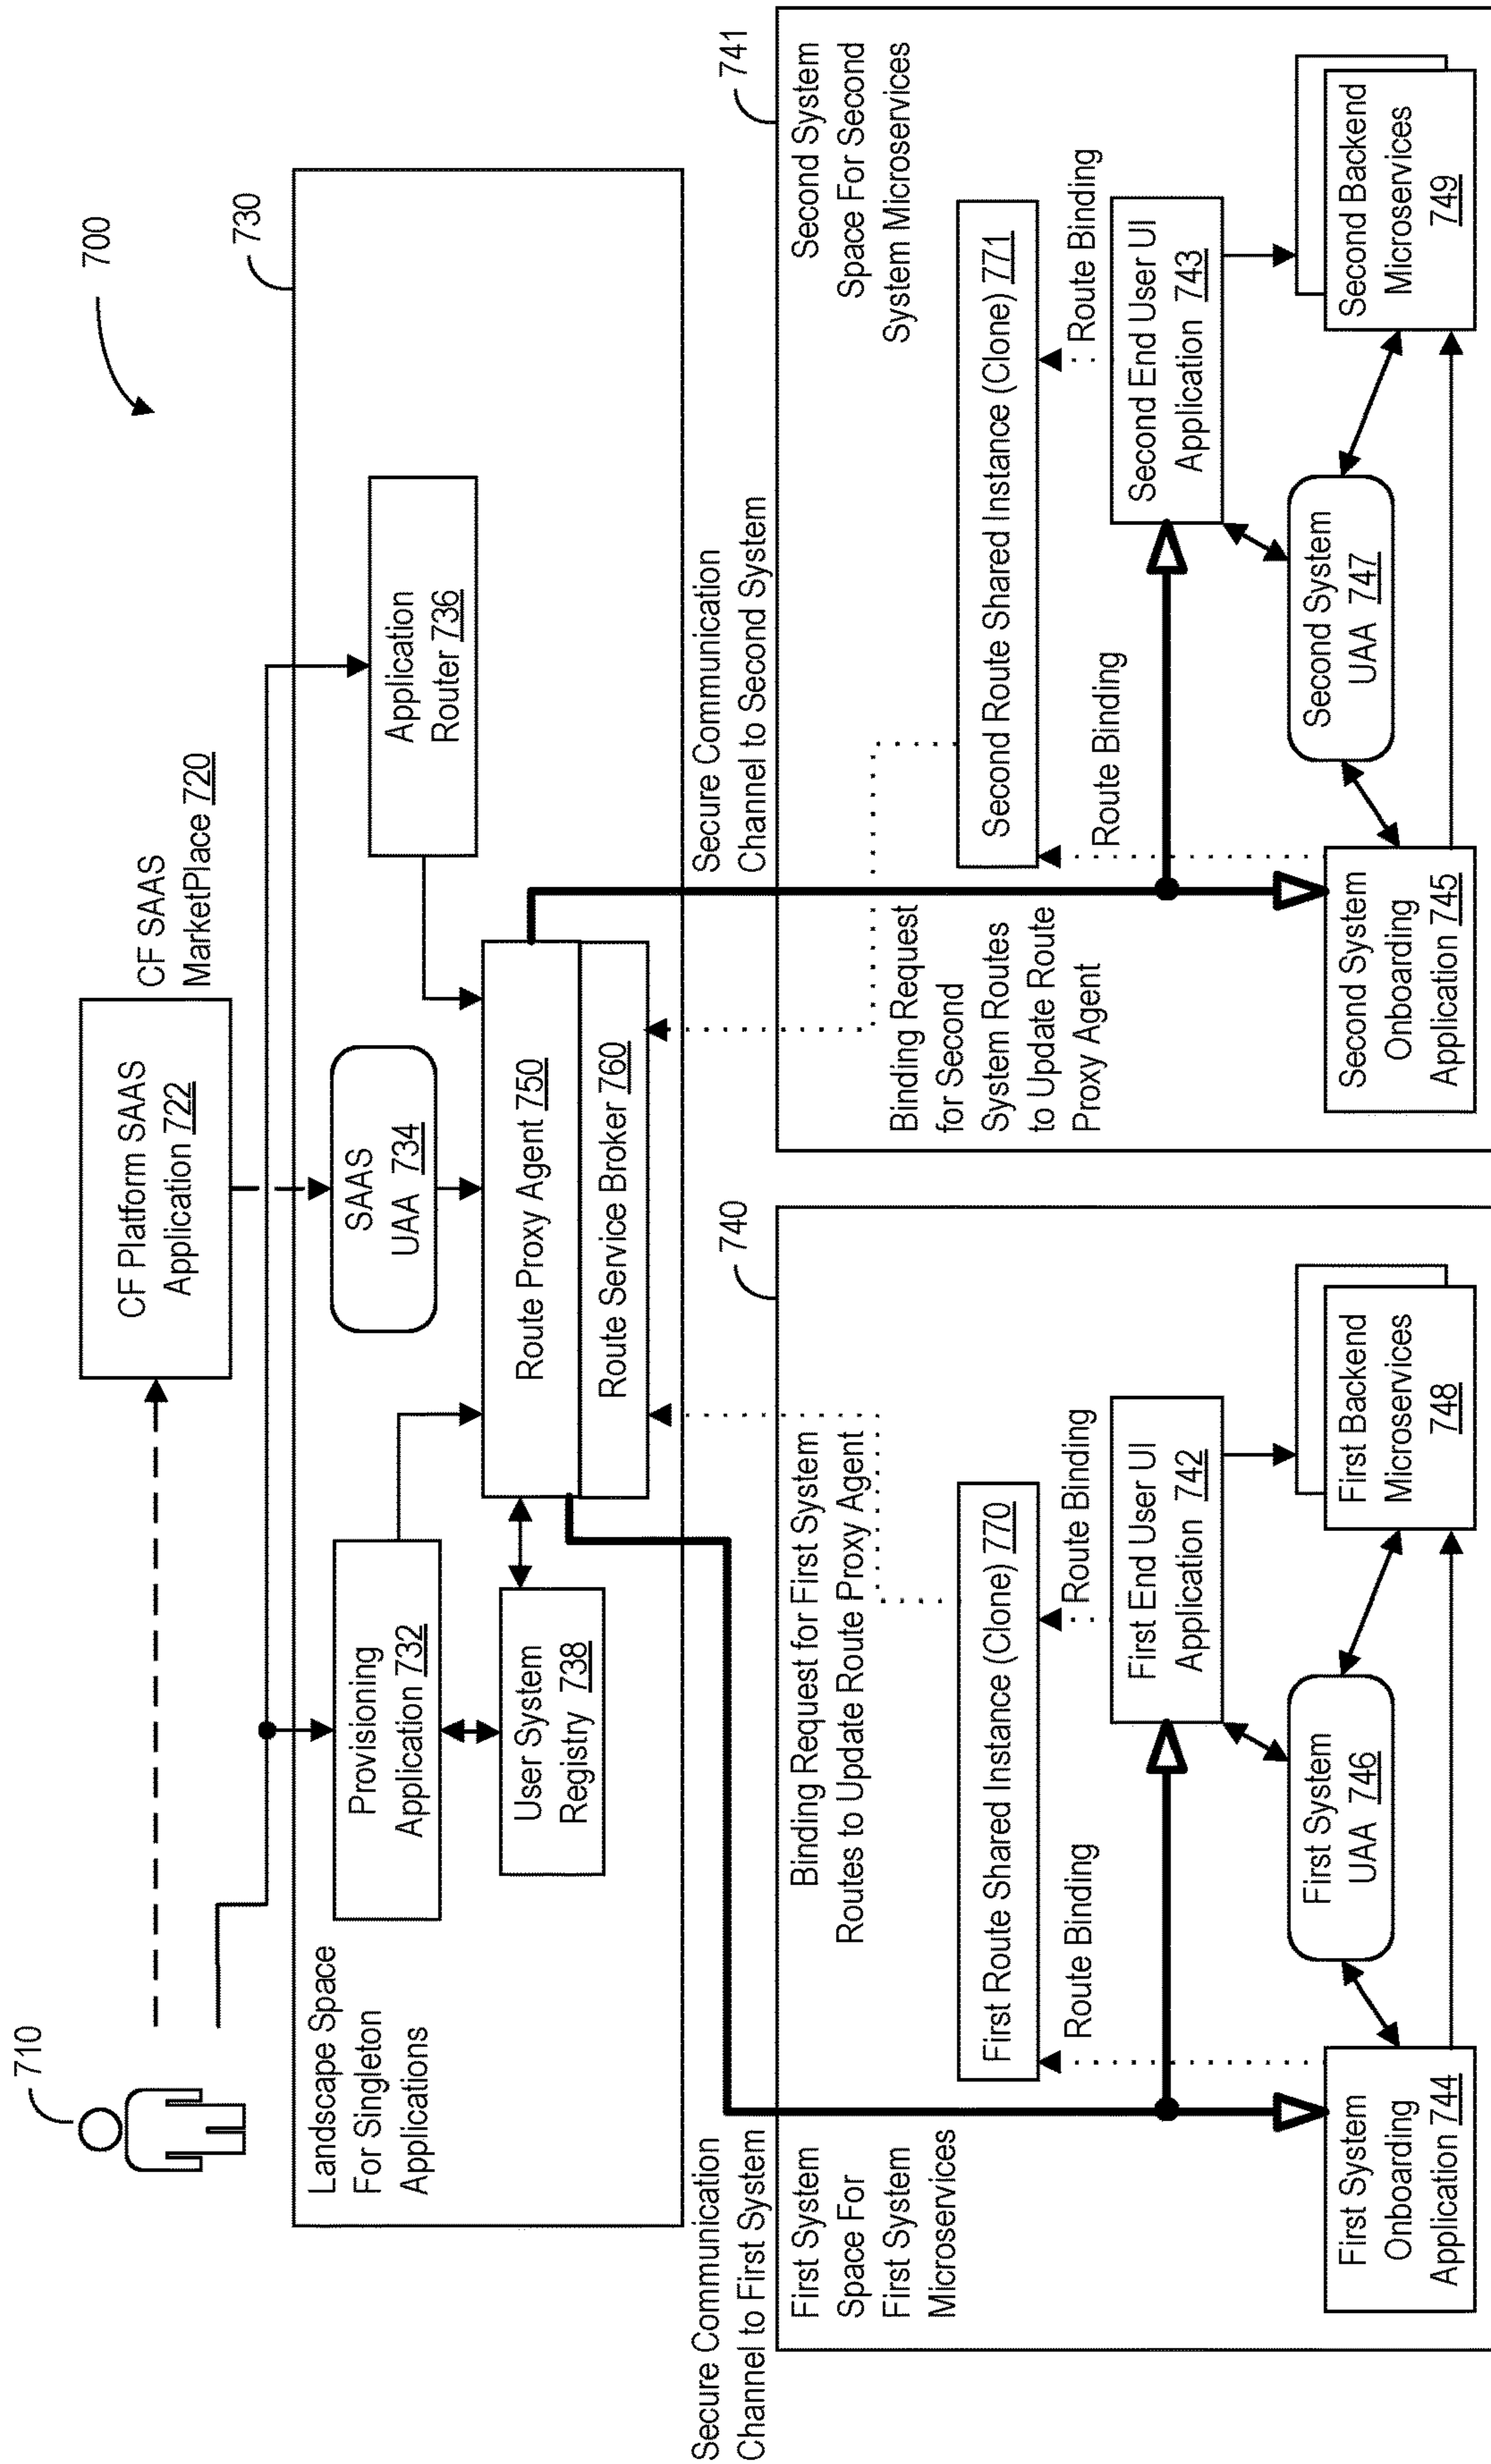 710
700
CF SAAS
MarketPlace 720
CF Platform SAAS
Application 722
730
Landscape Space
For Singleton
Applications
Provisioning
Application 732
SAAS
UAA 734
Application
Router 736
User System
Registry 738
Route Proxy Agent 750
Route Service Broker 760
Secure Communication
Channel to First System
Secure Communication
Channel to Second System
740
First System
Space For
First System
Microservices
Binding Request for First System
Routes to Update Route Proxy Agent
First Route Shared Instance (Clone) 770
Route Binding
Route Binding
First End User UI
Application 742
First System
UAA 746
First System
Onboarding
Application 744
First Backend
Microservices
748
741
Second System
Space For Second
System Microservices
Binding Request
for Second
System Routes
to Update Route
Proxy Agent
Second Route Shared Instance (Clone) 771
Route Binding
Route Binding
Second End User UI
Application 743
Second System
UAA 747
Second System
Onboarding
Application 745
Second Backend
Microservices
749